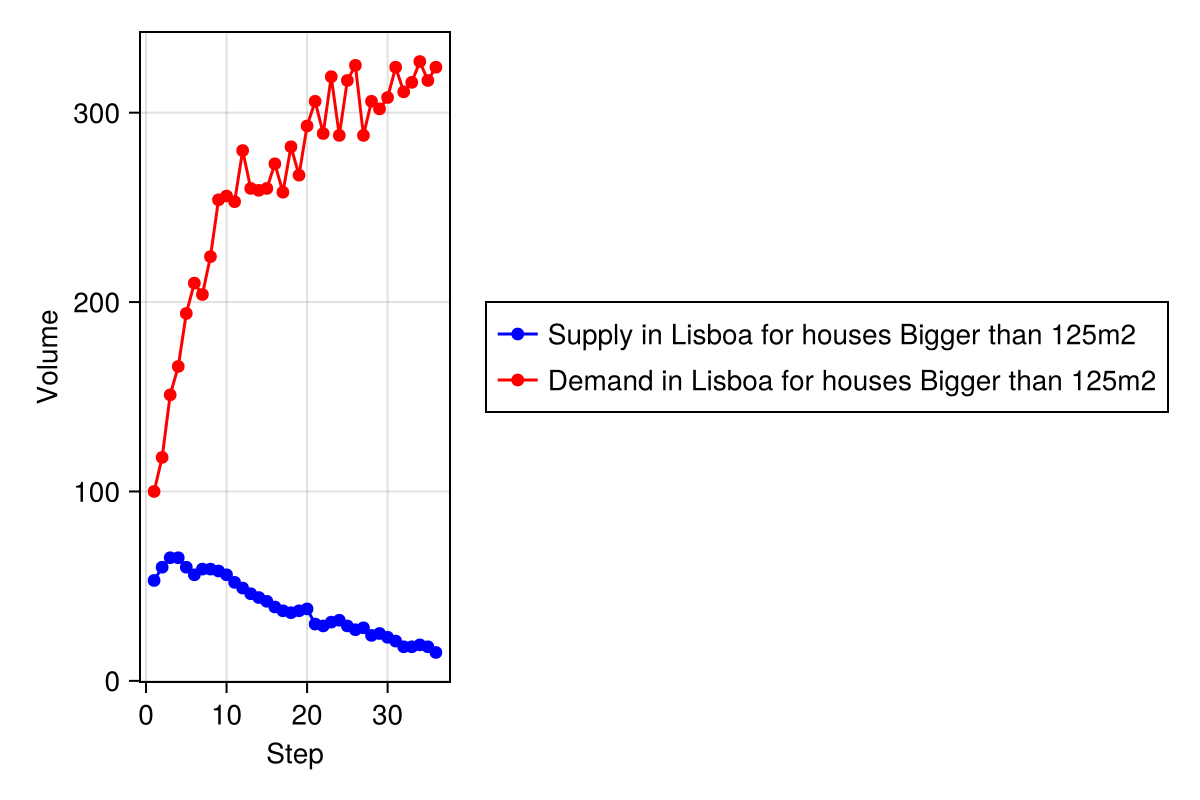 300
200
100
0
Volume
0 10 20 30
Step
Supply in Lisboa for houses Bigger than 125m2
Demand in Lisboa for houses Bigger than 125m2